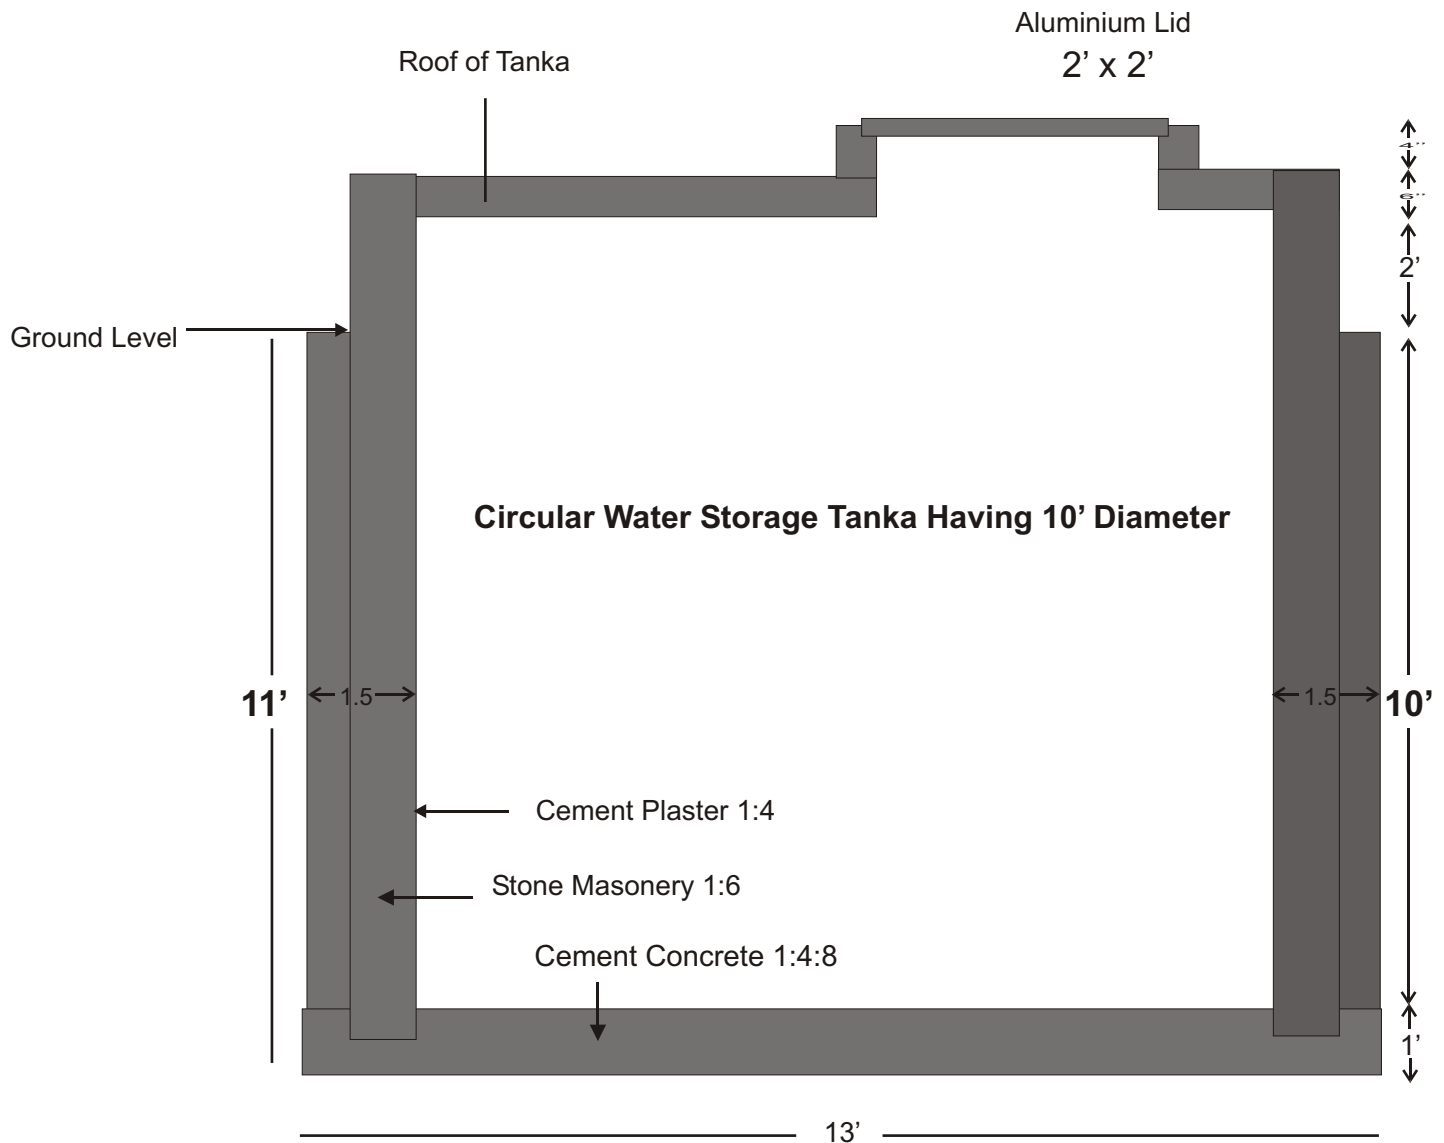 Aluminium Lid
2’ x 2’
Roof of Tanka
4’’
6’’
2’
Ground Level
Circular Water Storage Tanka Having 10’ Diameter
11’
1.5
1.5
10’
Cement Plaster 1:4
Stone Masonery 1:6
Cement Concrete 1:4:8
1’
13’